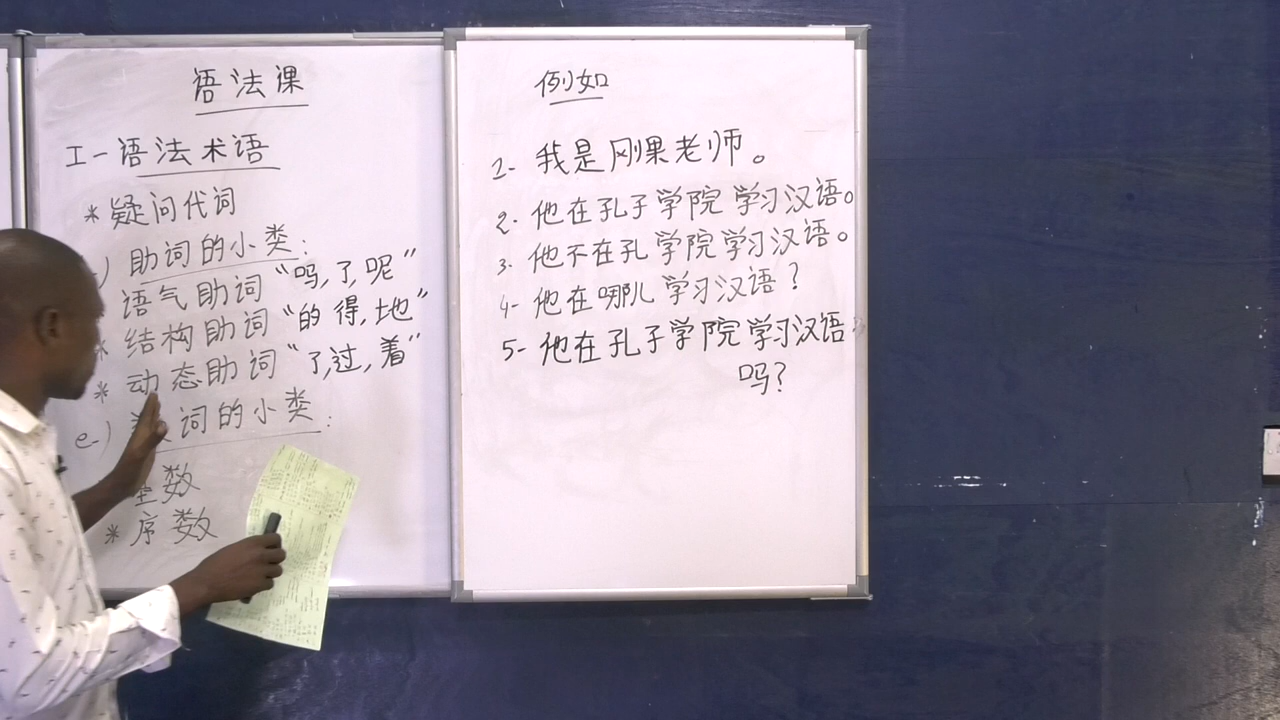 语法课
I-语法术语
*疑问代词
) 助词的小类:
语气助词 "吗,了,呢"
* 结构助词 "的 得,地"
* 动态助词 "了,过,着"
e-) 词的小类:
数
* 序数
例如
1- 我是刚果老师。
2- 他在孔子学院学习汉语。
3- 他不在孔学院学习汉语。
4- 他在哪儿学习汉语?
5- 他在孔子学院学习汉语
吗?